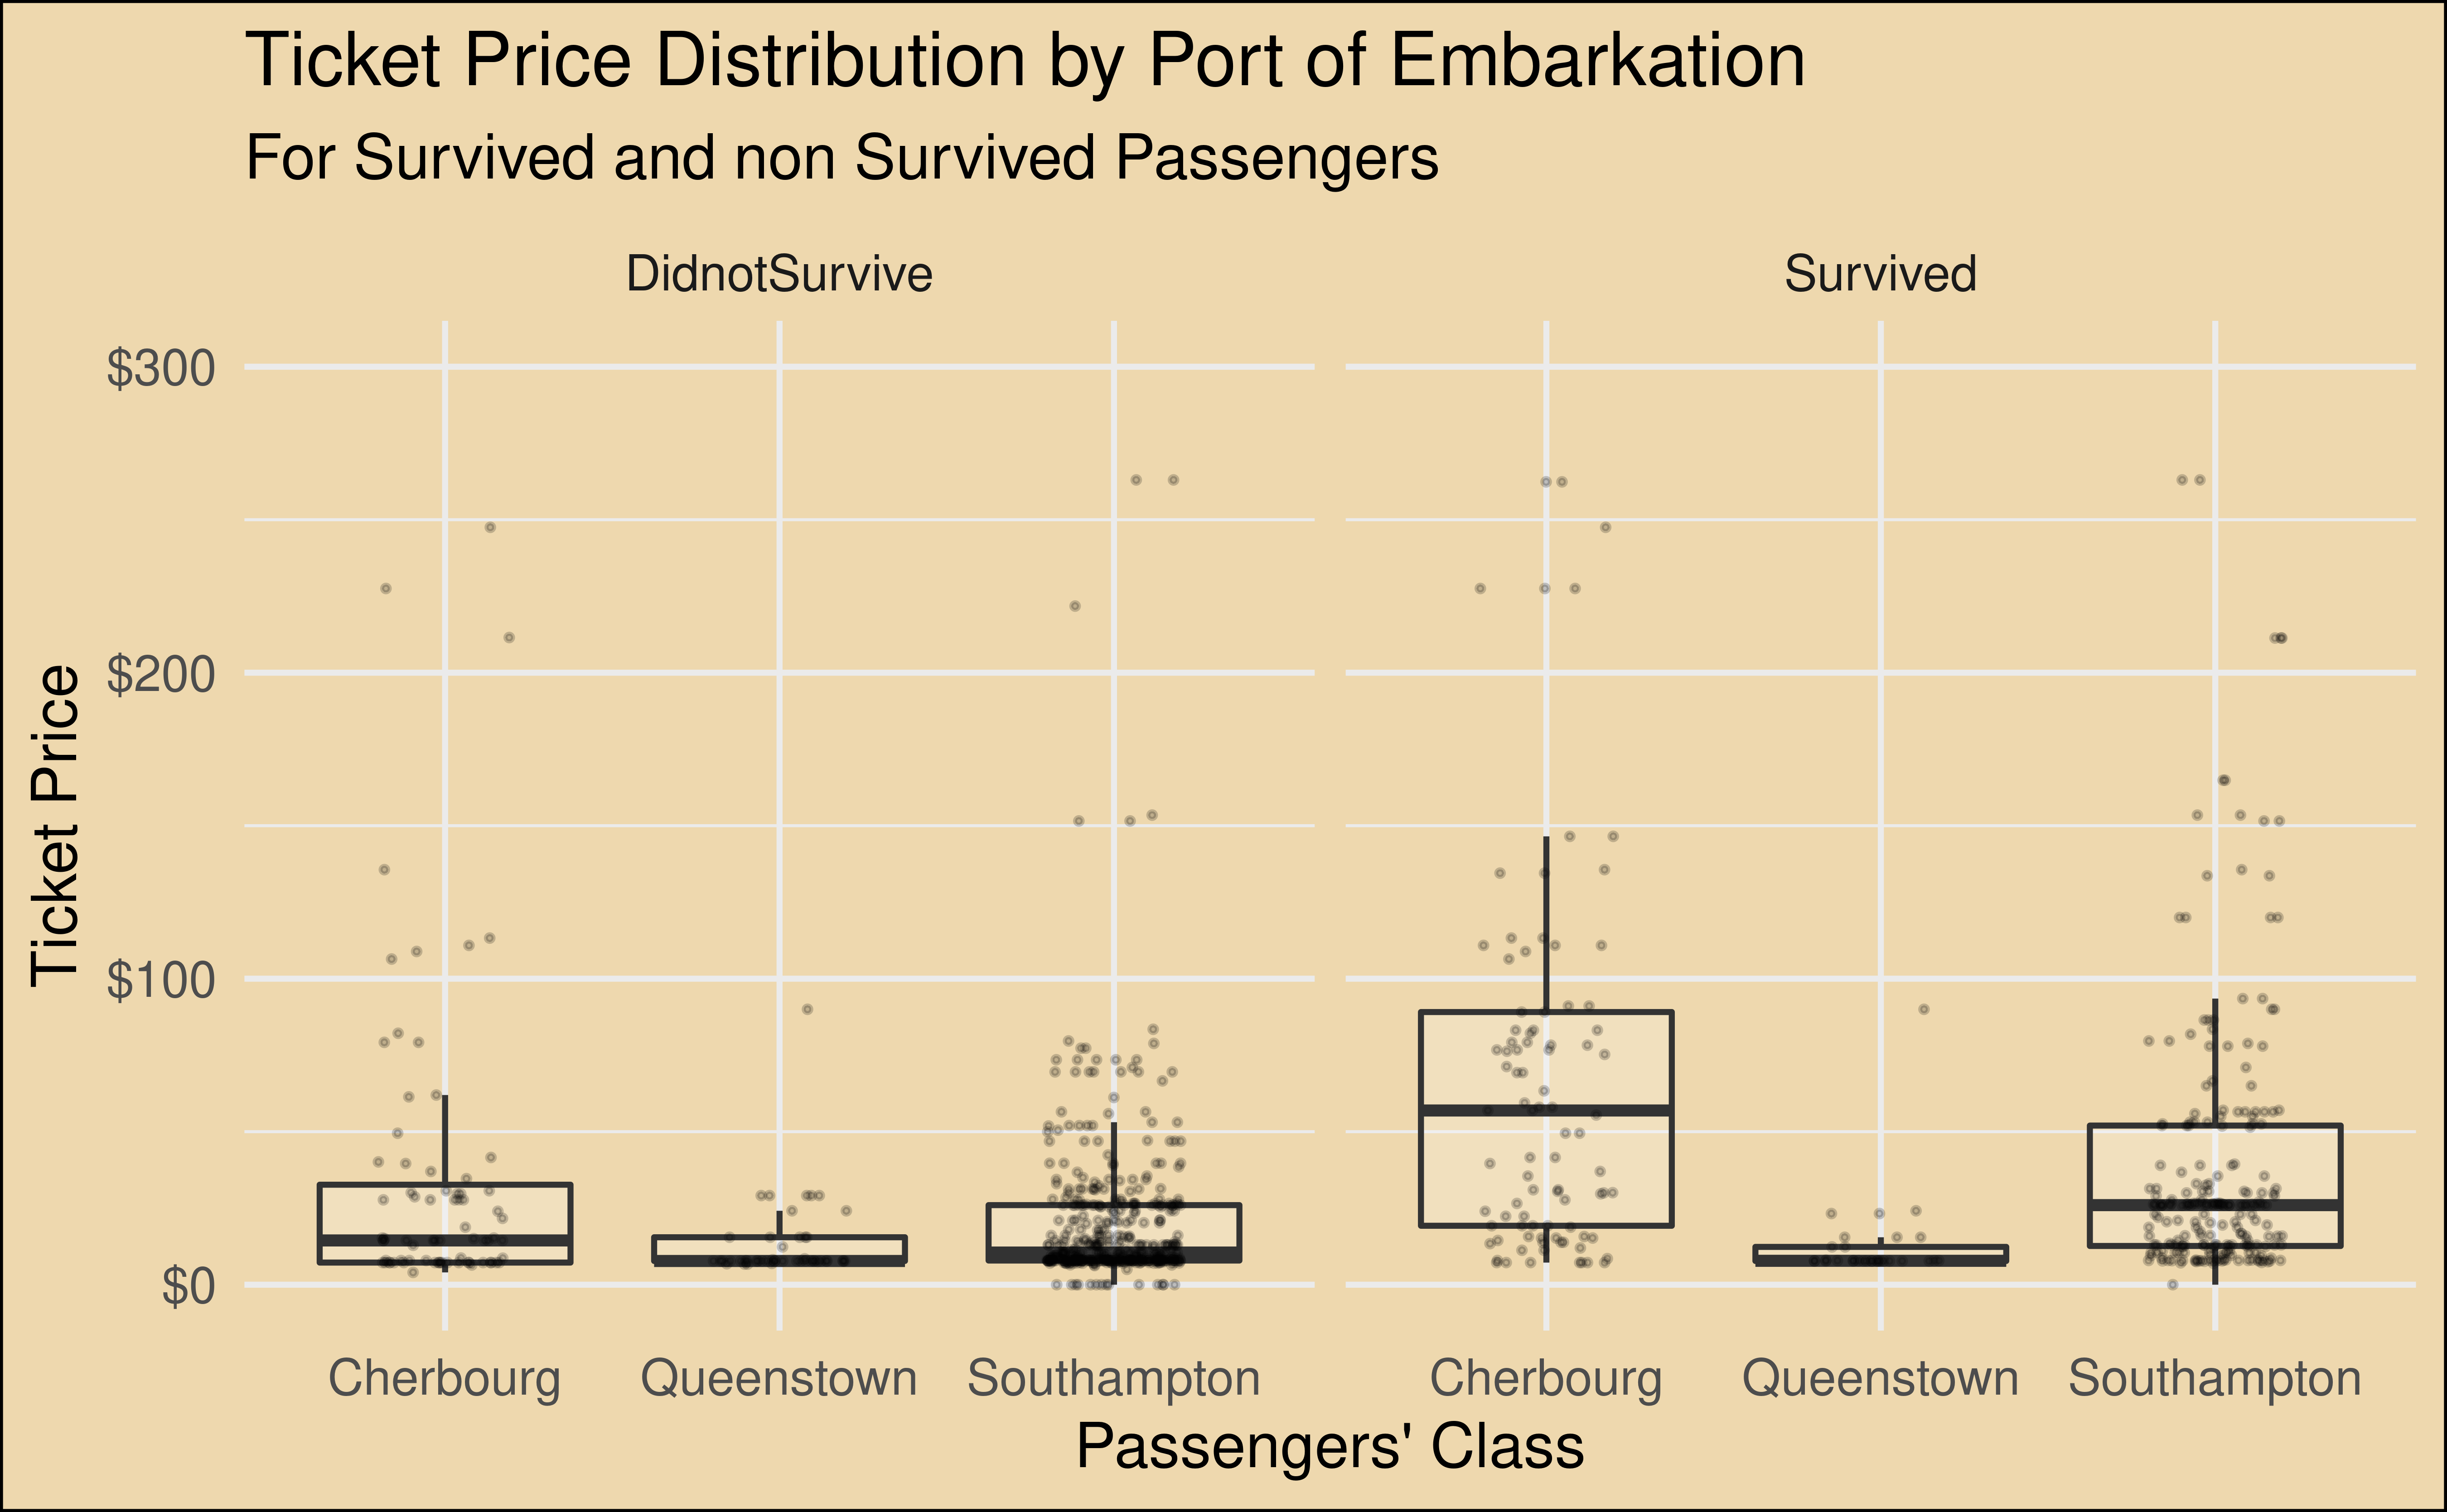 Ticket Price Distribution by Port of Embarkation
For Survived and non Survived Passengers
DidnotSurvive
Survived
$300
$200
$100
$0
Ticket Price
Cherbourg
Queenstown
Southampton
Cherbourg
Queenstown
Southampton
Passengers' Class